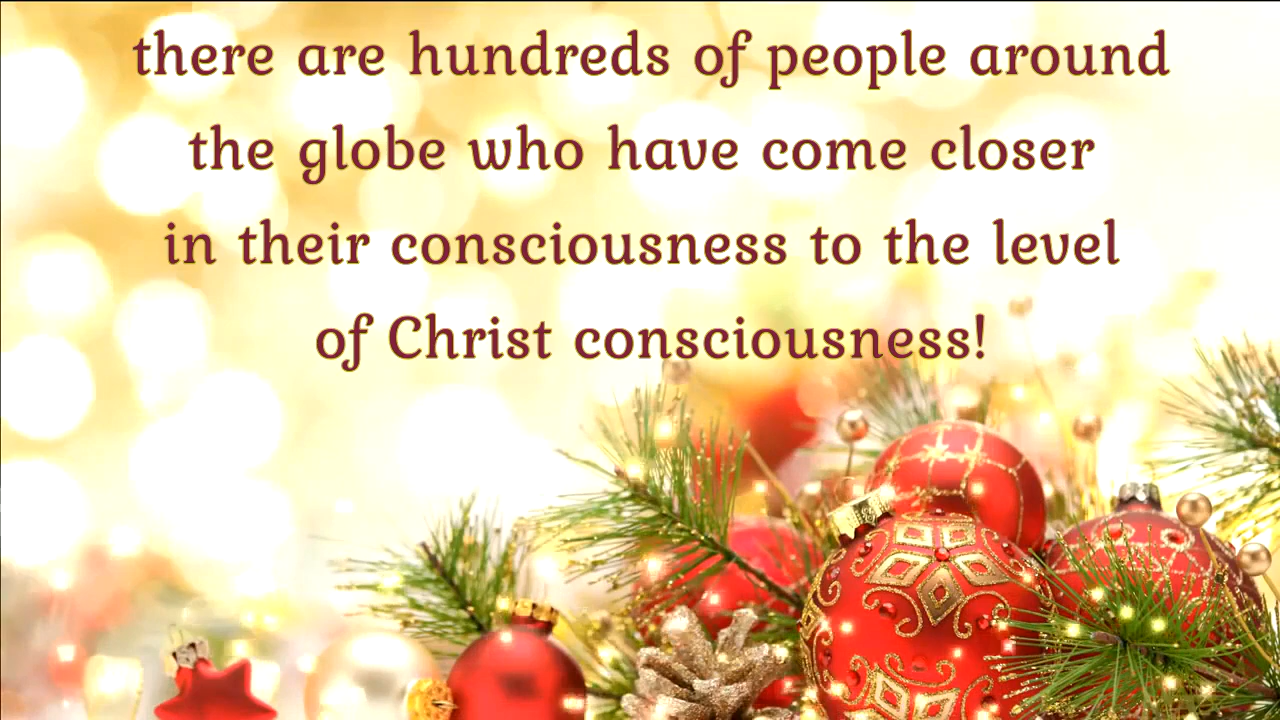 there are hundreds of people around
the globe who have come closer
in their consciousness to the level
of Christ consciousness!